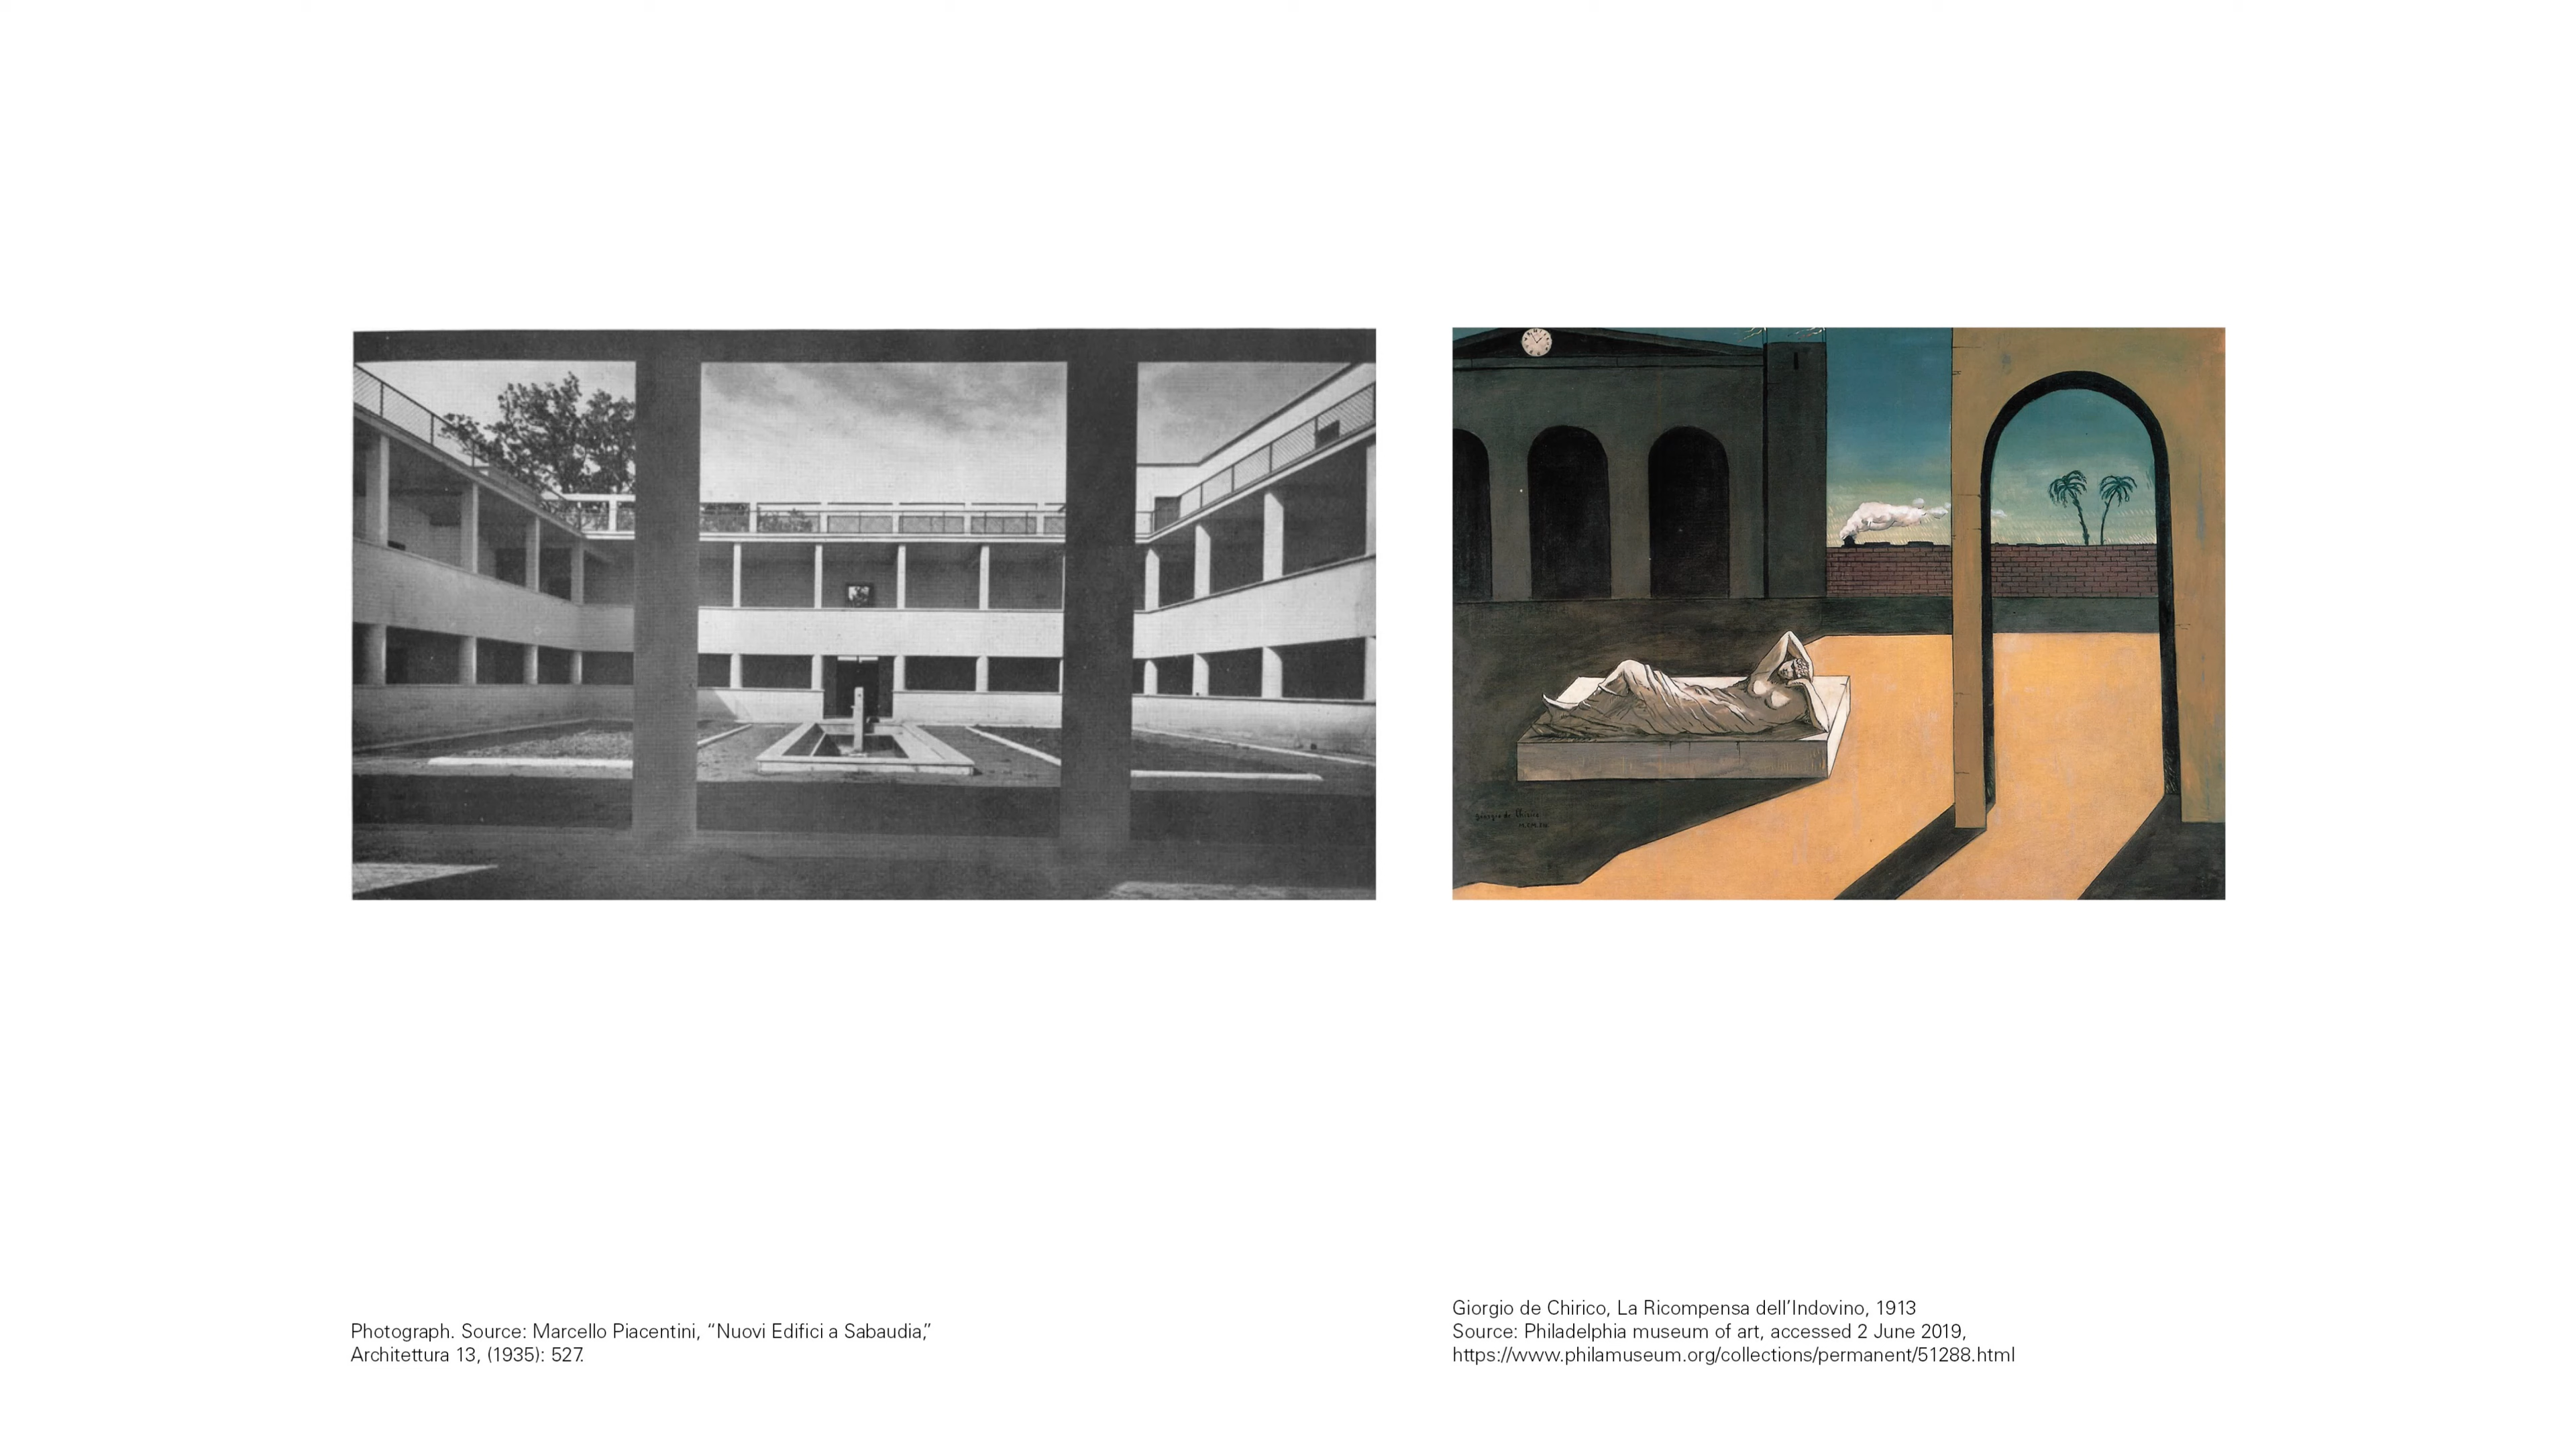 Photograph. Source: Marcello Piacentini, “Nuovi Edifici a Sabaudia,”
Architettura 13, (1935): 527.
Giorgio de Chirico, La Ricompensa dell’Indovino, 1913
Source: Philadelphia museum of art, accessed 2 June 2019,
https://www.philamuseum.org/collections/permanent/51288.html